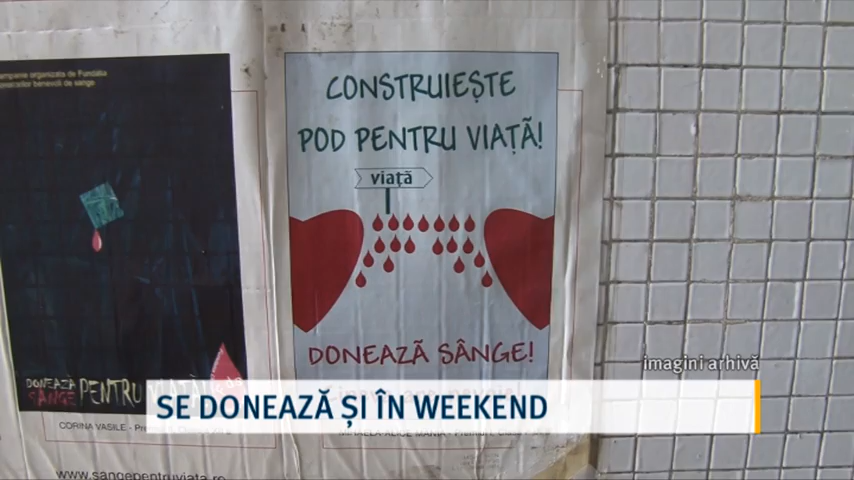 CONSTRUIEȘTE
POD PENTRU VIAȚĂ!
viață
DONEAZĂ SÂNGE!
DONEAZĂ
SÂNGE
PENTRU
CORINA VASILE
www.sangepentruviata.ro
imagini arhivă
SE DONEAZĂ ȘI ÎN WEEKEND